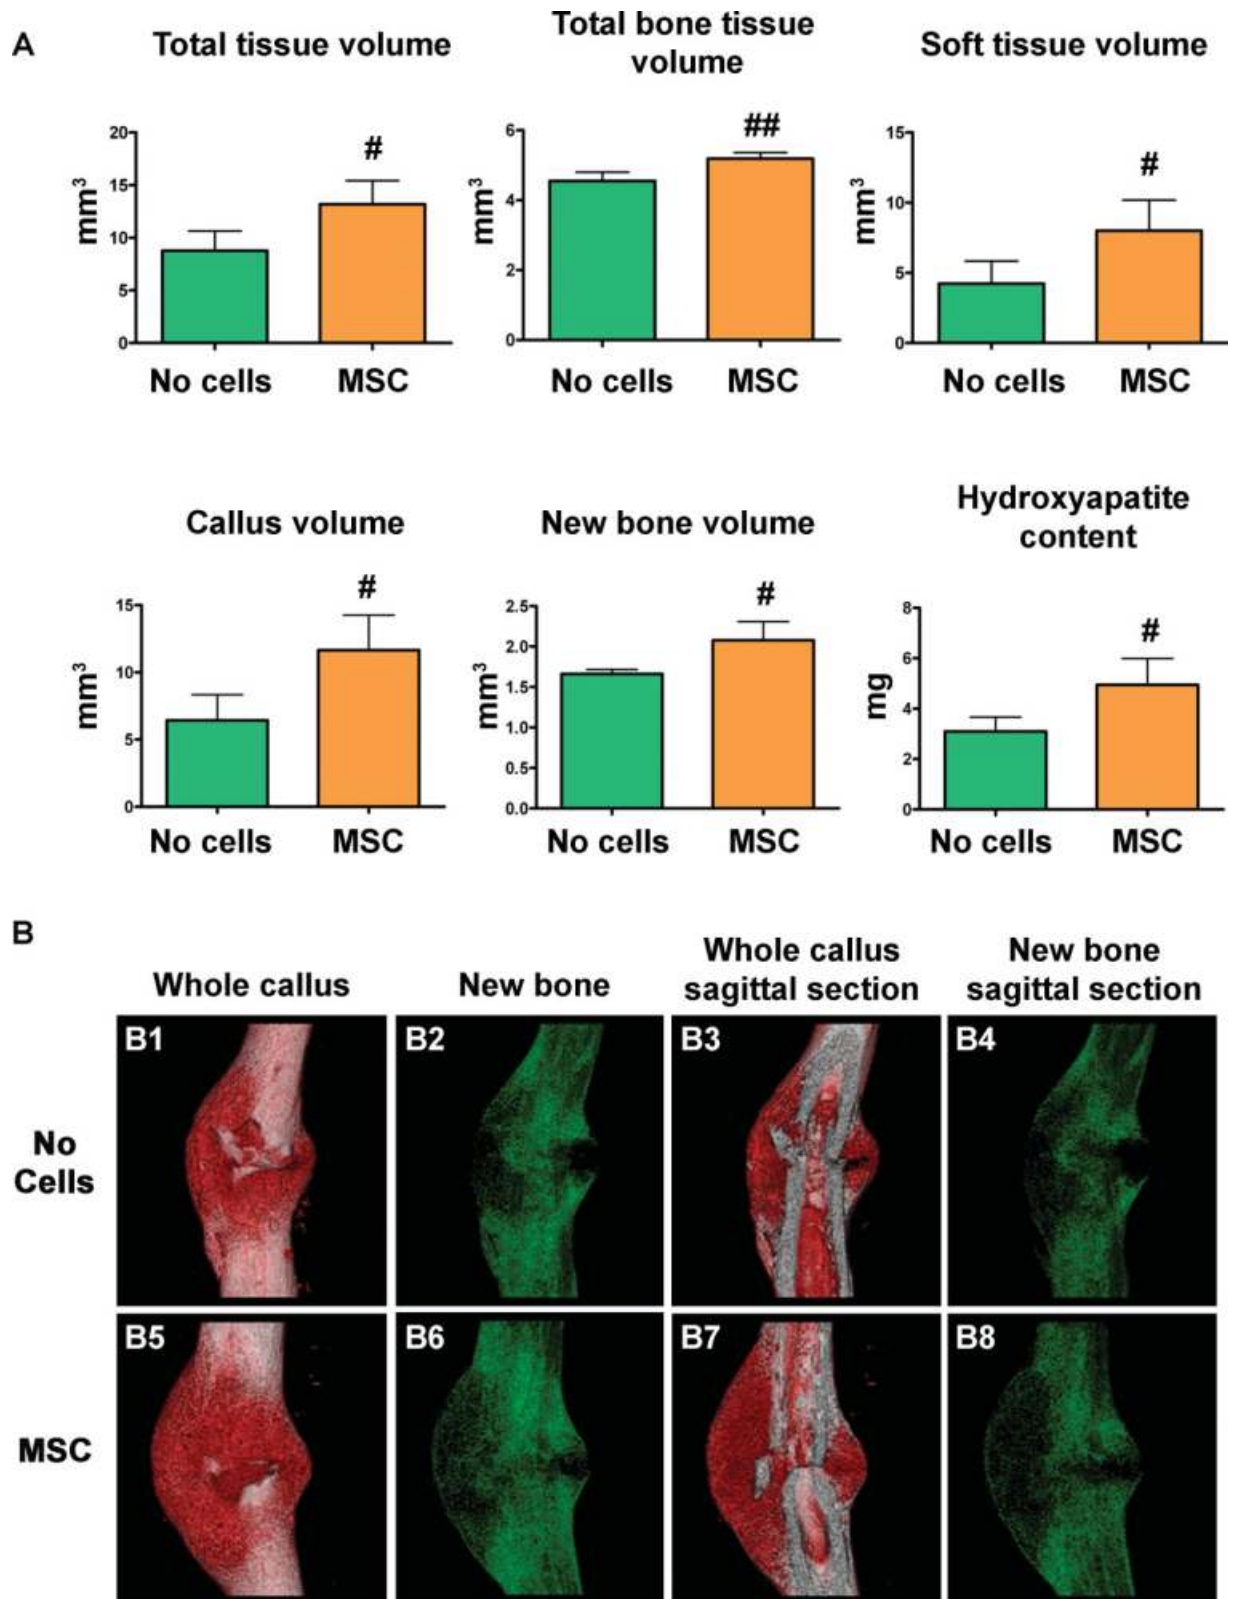 A
Total tissue volume
Total bone tissue
volume
Soft tissue volume
#
##
#
20
15
10
5
0
mm³
6
4
2
0
mm³
15
10
5
0
mm³
No cells MSC
No cells MSC
No cells MSC
Callus volume
New bone volume
Hydroxyapatite
content
#
#
#
15
10
5
0
mm³
2.5
2.0
1.5
1.0
0.5
0.0
mm³
8
6
4
2
0
mg
No cells MSC
No cells MSC
No cells MSC
B
Whole callus
New bone
Whole callus
sagittal section
New bone
sagittal section
No
Cells
B1
B2
B3
B4
MSC
B5
B6
B7
B8